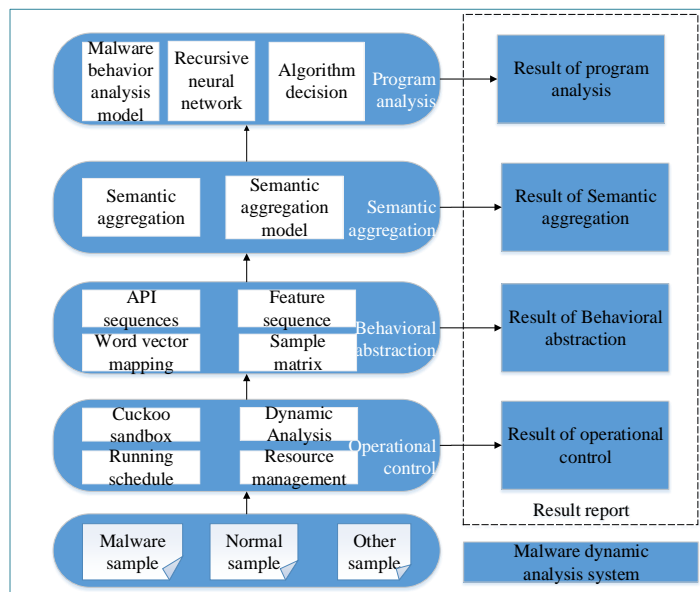 Malware
behavior
analysis
model
Recursive
neural
network
Algorithm
decision
Program
analysis
Result of program
analysis
Semantic
aggregation
Semantic
aggregation
model
Semantic
aggregation
Result of Semantic
aggregation
API
sequences
Feature
sequence
Word vector
mapping
Sample
matrix
Behavioral
abstraction
Result of Behavioral
abstraction
Cuckoo
sandbox
Dynamic
Analysis
Running
schedule
Resource
management
Operational
control
Result of operational
control
Result report
Malware
sample
Normal
sample
Other
sample
Malware dynamic
analysis system